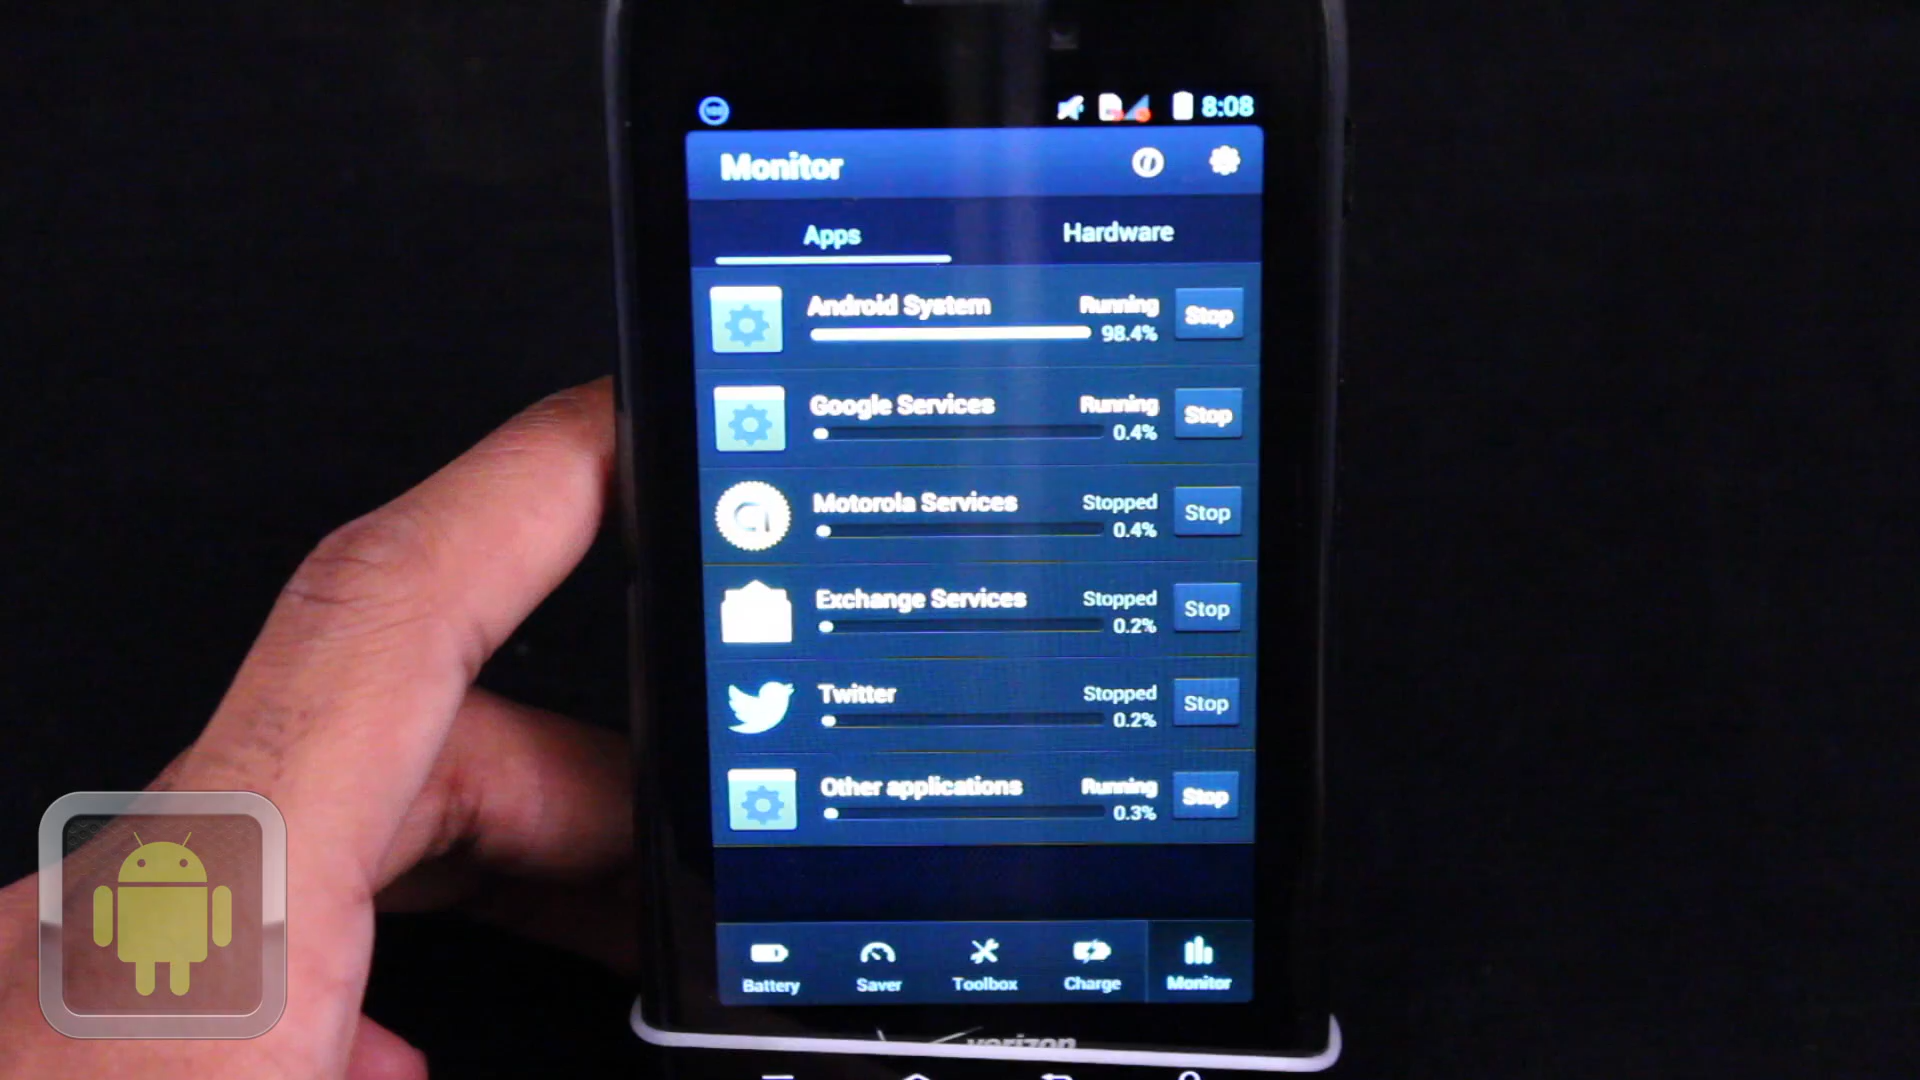 8:08
Monitor
Apps Hardware
Android System Running Stop
98.4%
Google Services Running Stop
0.4%
Motorola Services Stopped Stop
0.4%
Exchange Services Stopped Stop
0.2%
Twitter Stopped Stop
0.2%
Other applications Running Stop
0.3%
Battery Saver Toolbox Charge Monitor
verizon